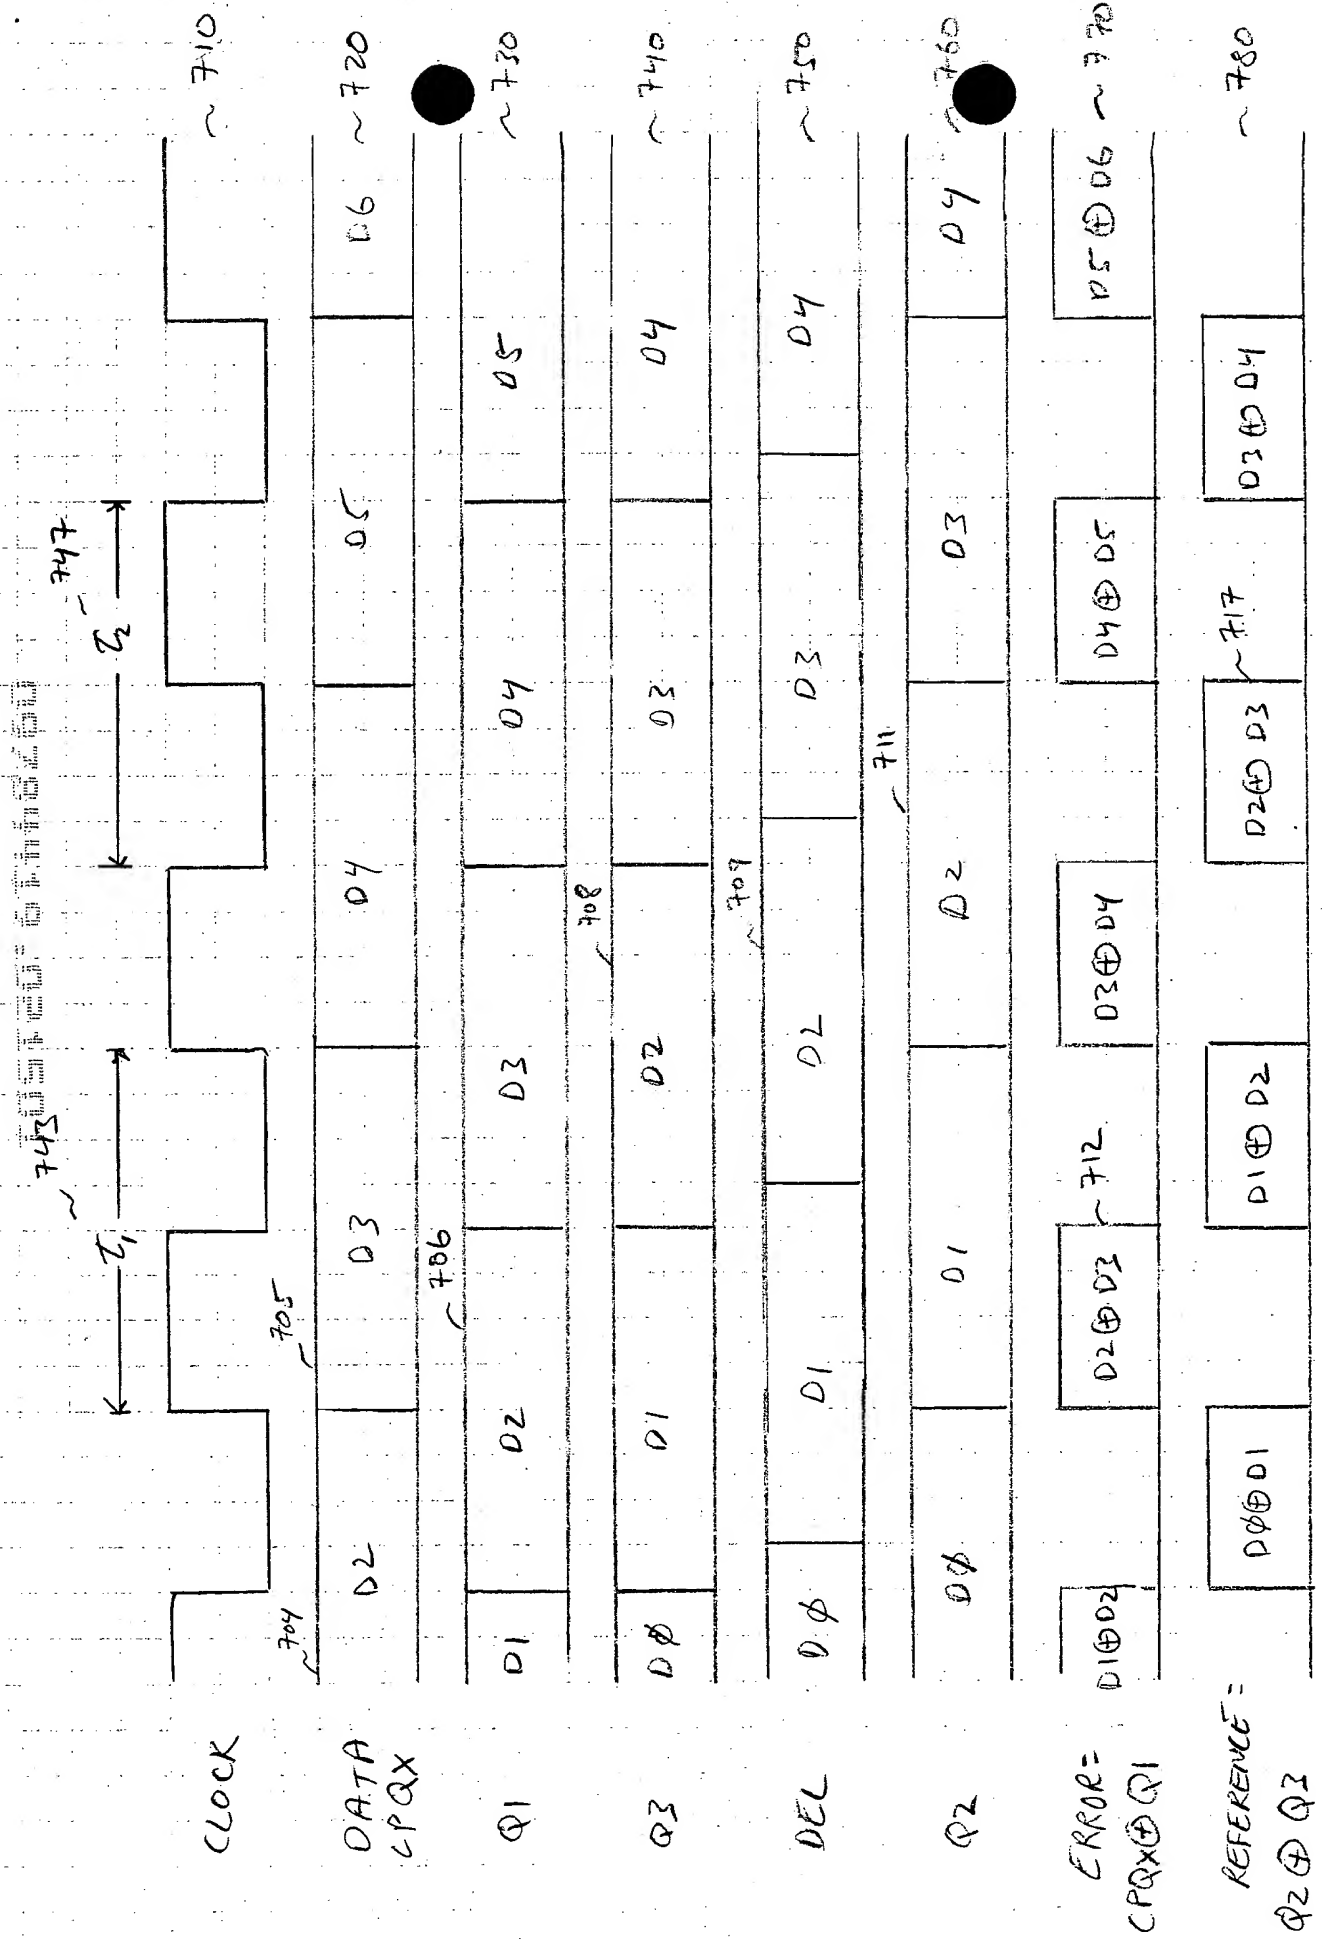 τ₁ ~ 743
τ₂ ~ 747
CLOCK ~ 710
~704 ~705
DATA CPQX D2 D3 D4 D5 D6 ~ 720
~706
Q1 D1 D2 D3 D4 D5 ~ 730
~708
Q3 DØ D1 D2 D3 D4 ~ 740
~709
DEL DØ D1 D2 D3 D4 ~ 750
~711
Q2 DØ D1 D2 D3 D4 ~ 760
ERROR = CPQX⊕Q1 D1⊕D2 D2⊕D3 ~ 712 D3⊕D4 D4⊕D5 D5⊕D6 ~ 770
~ 717
REFERENCE = Q2⊕Q3 DØ⊕D1 D1⊕D2 D2⊕D3 D3⊕D4 ~ 780